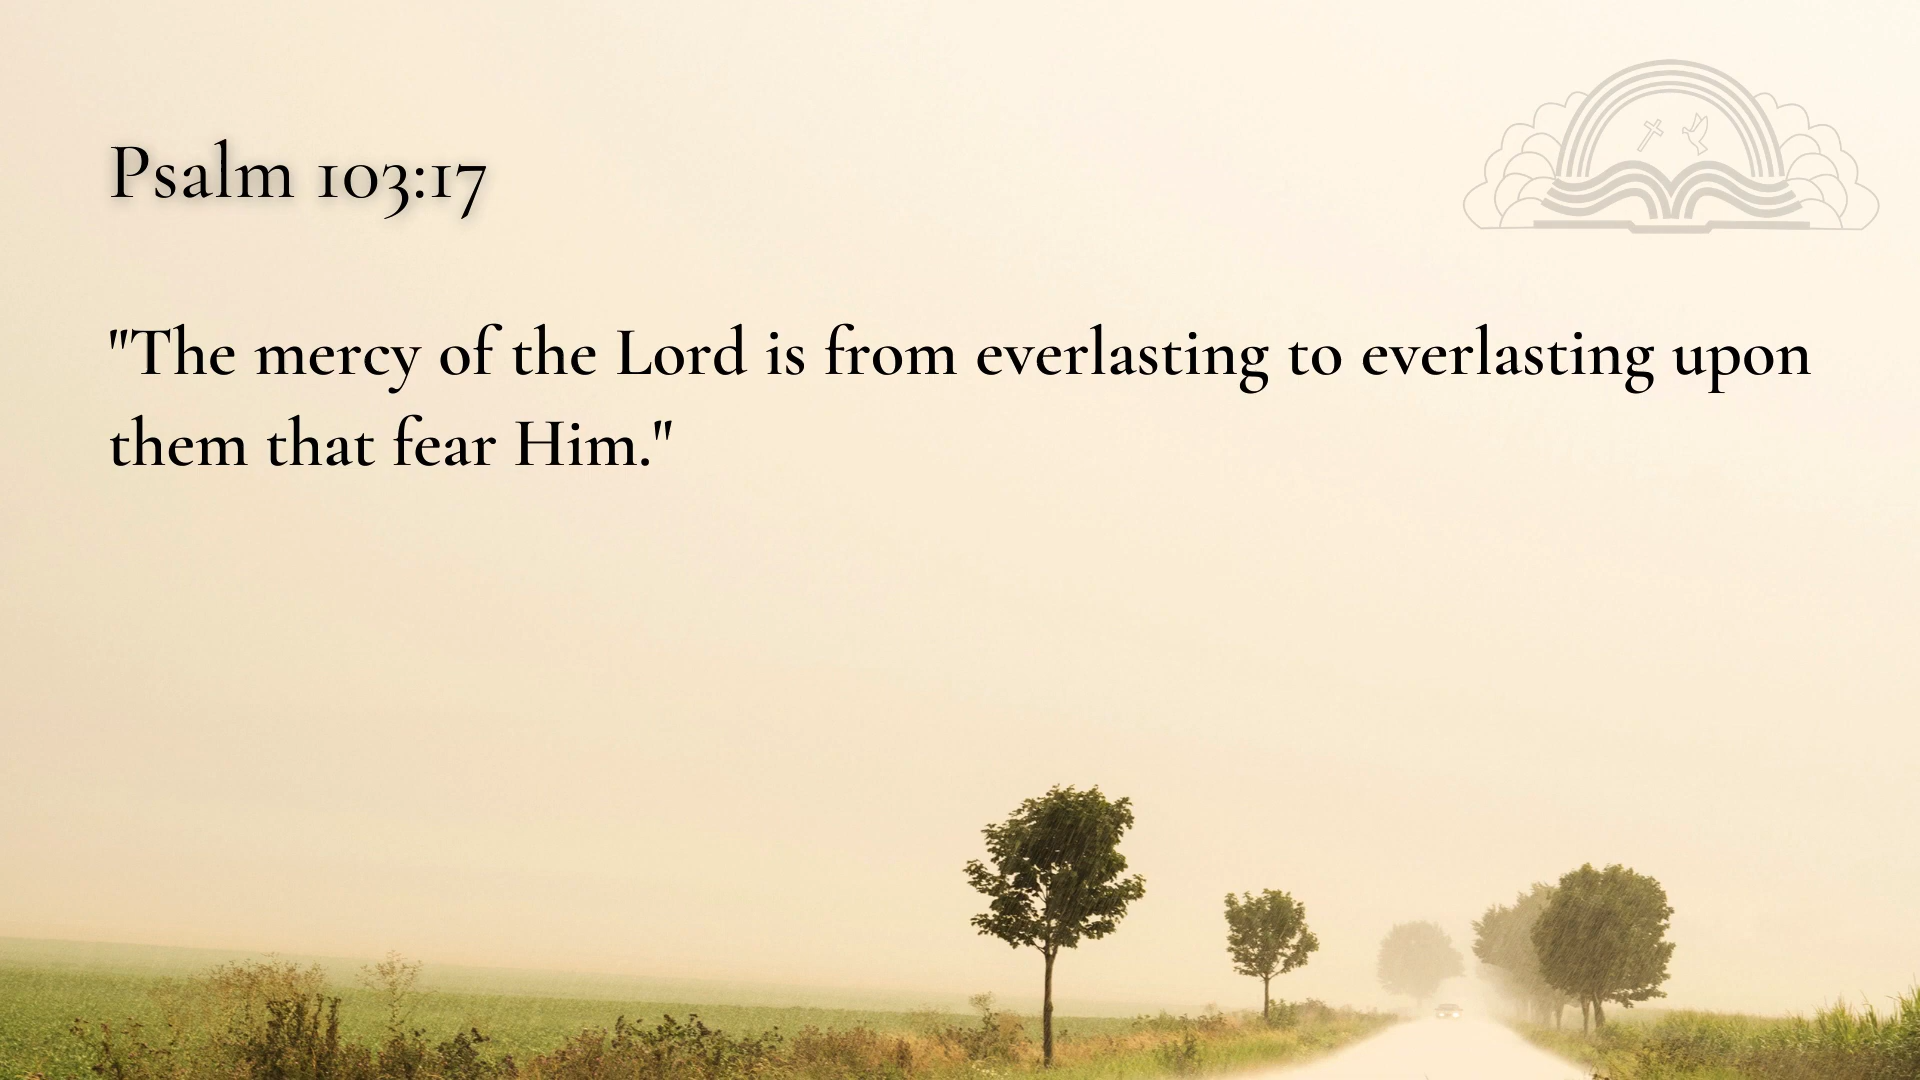 Psalm 103:17
"The mercy of the Lord is from everlasting to everlasting upon
them that fear Him."